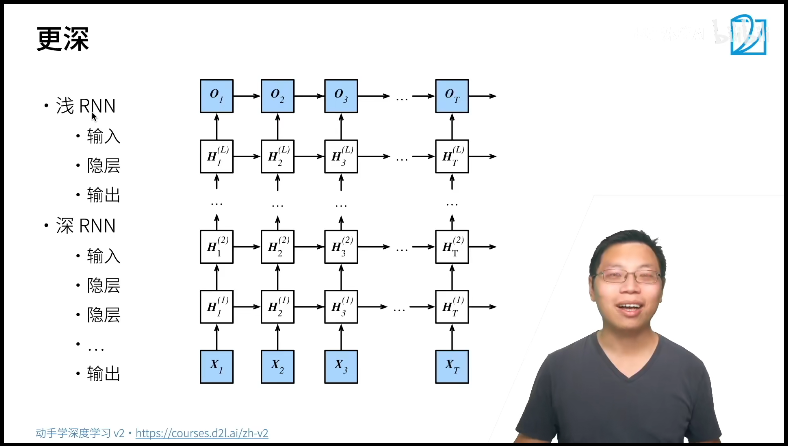 更深
• 浅 RNN
• 输入
• 隐层
• 输出
• 深 RNN
• 输入
• 隐层
• 隐层
• …
• 输出
O_1 O_2 O_3 … O_T
H_1^(L) H_2^(L) H_3^(L) … H_T^(L)
… … … …
H_1^(2) H_2^(2) H_3^(2) … H_T^(2)
H_1^(1) H_2^(1) H_3^(1) … H_T^(1)
X_1 X_2 X_3 X_T
动手学深度学习 v2 • https://courses.d2l.ai/zh-v2